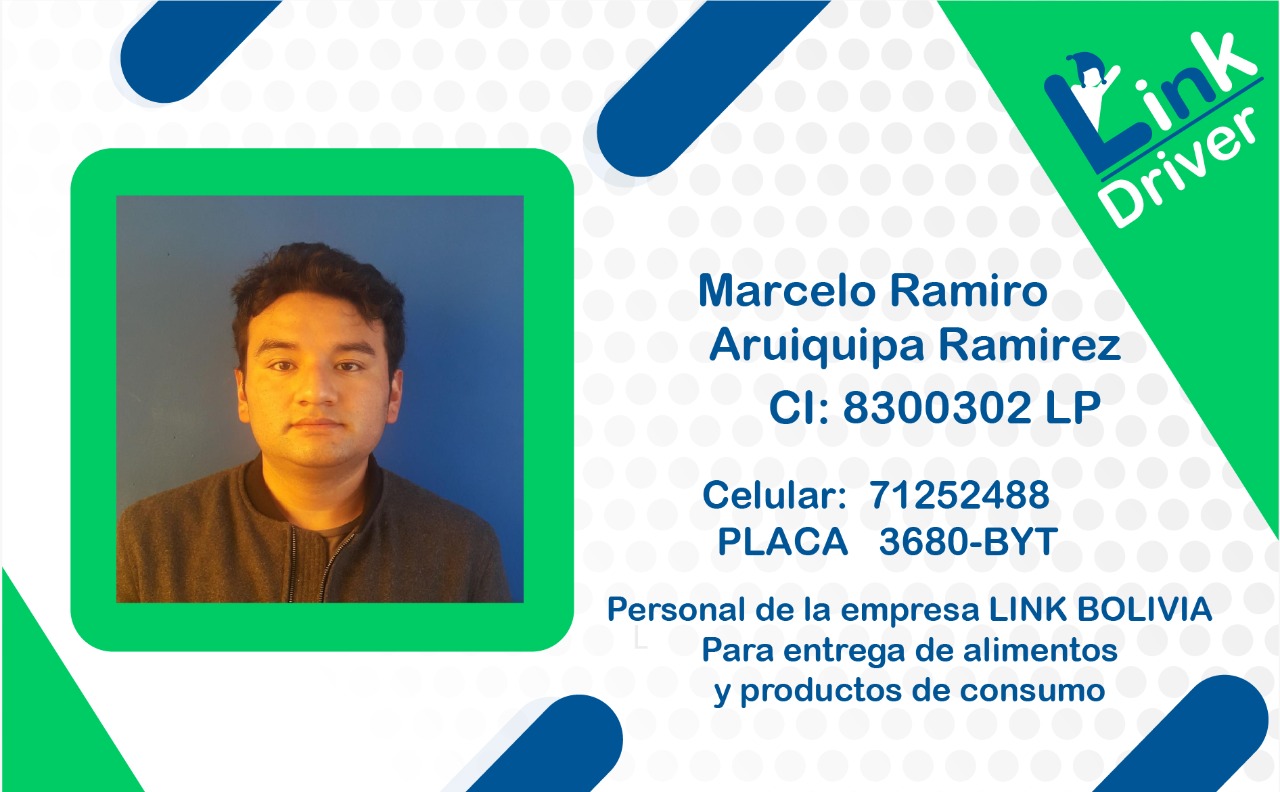 Link
Driver
Marcelo Ramiro
Aruiquipa Ramirez
CI: 8300302 LP
Celular: 71252488
PLACA 3680-BYT
Personal de la empresa LINK BOLIVIA
L
Para entrega de alimentos
y productos de consumo